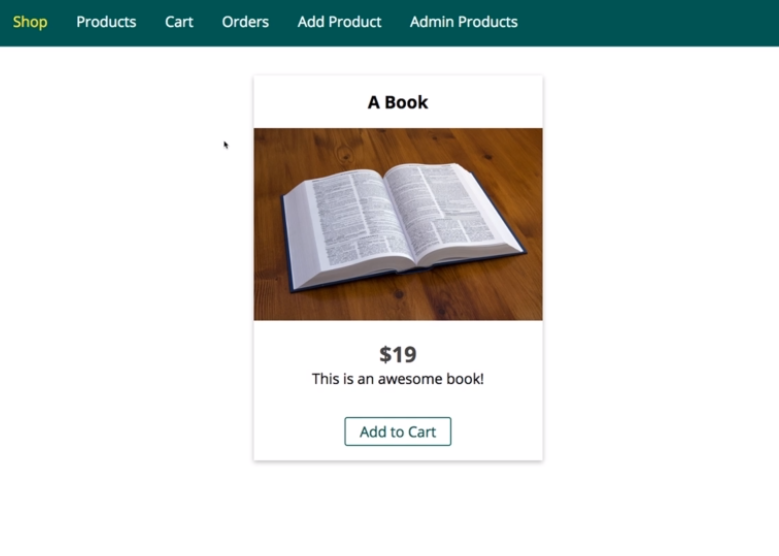 Shop Products Cart Orders Add Product Admin Products
A Book
$19
This is an awesome book!
Add to Cart